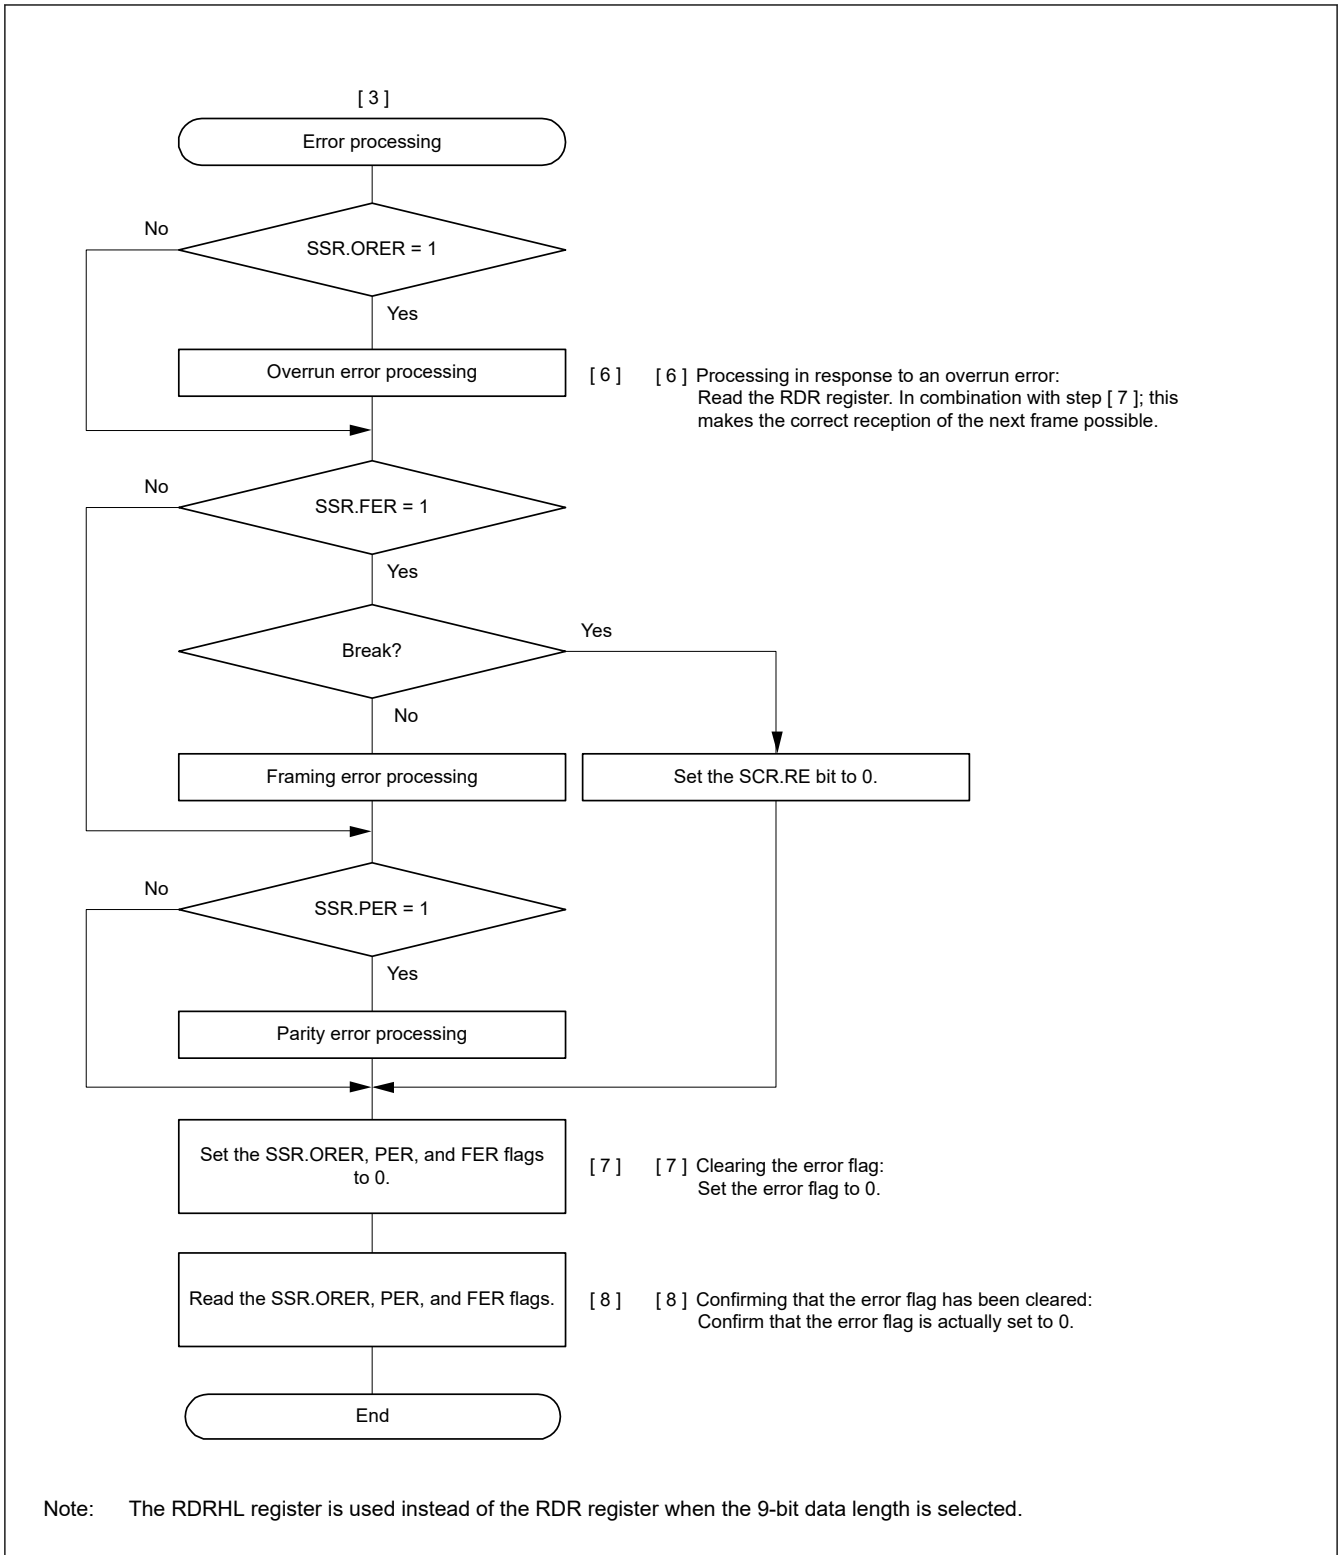 [ 3 ]
Error processing
No
SSR.ORER = 1
Yes
Overrun error processing
[ 6 ]
[ 6 ] Processing in response to an overrun error:
Read the RDR register. In combination with step [ 7 ]; this
makes the correct reception of the next frame possible.
No
SSR.FER = 1
Yes
Break?
Yes
No
Framing error processing
Set the SCR.RE bit to 0.
No
SSR.PER = 1
Yes
Parity error processing
Set the SSR.ORER, PER, and FER flags
to 0.
[ 7 ]
[ 7 ] Clearing the error flag:
Set the error flag to 0.
Read the SSR.ORER, PER, and FER flags.
[ 8 ]
[ 8 ] Confirming that the error flag has been cleared:
Confirm that the error flag is actually set to 0.
End
Note: The RDRHL register is used instead of the RDR register when the 9-bit data length is selected.